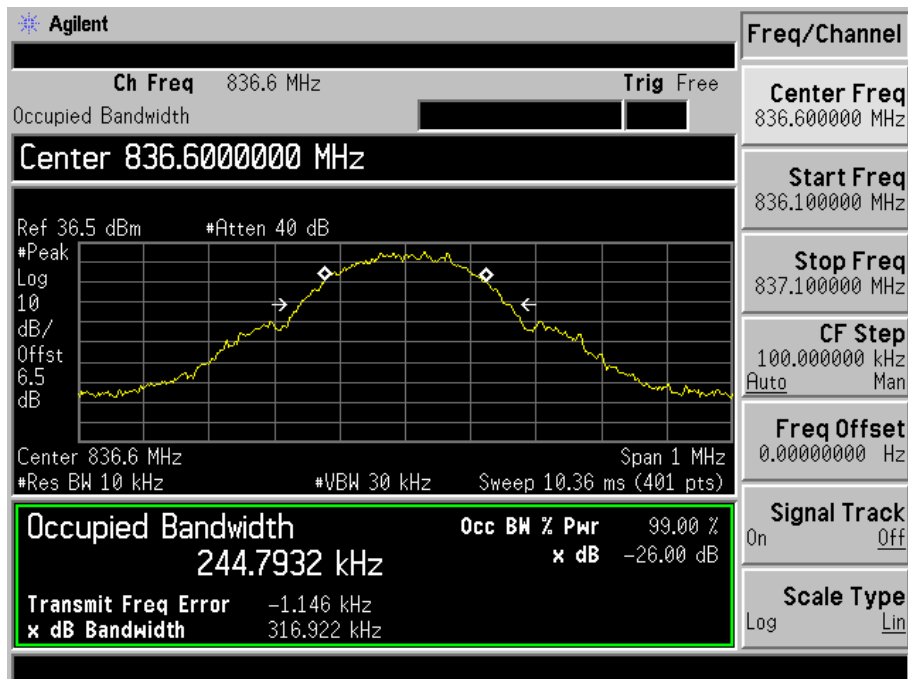 Agilent
Freq/Channel
Ch Freq 836.6 MHz Trig Free
Occupied Bandwidth
Center 836.6000000 MHz
Ref 36.5 dBm #Atten 40 dB
#Peak
Log
10
dB/
Offst
6.5
dB
Center 836.6 MHz Span 1 MHz
#Res BW 10 kHz #VBW 30 kHz Sweep 10.36 ms (401 pts)
Occupied Bandwidth
244.7932 kHz
Occ BW % Pwr 99.00 %
x dB -26.00 dB
Transmit Freq Error -1.146 kHz
x dB Bandwidth 316.922 kHz
Center Freq
836.600000 MHz
Start Freq
836.100000 MHz
Stop Freq
837.100000 MHz
CF Step
100.000000 kHz
Auto Man
Freq Offset
0.00000000 Hz
Signal Track
On Off
Scale Type
Log Lin